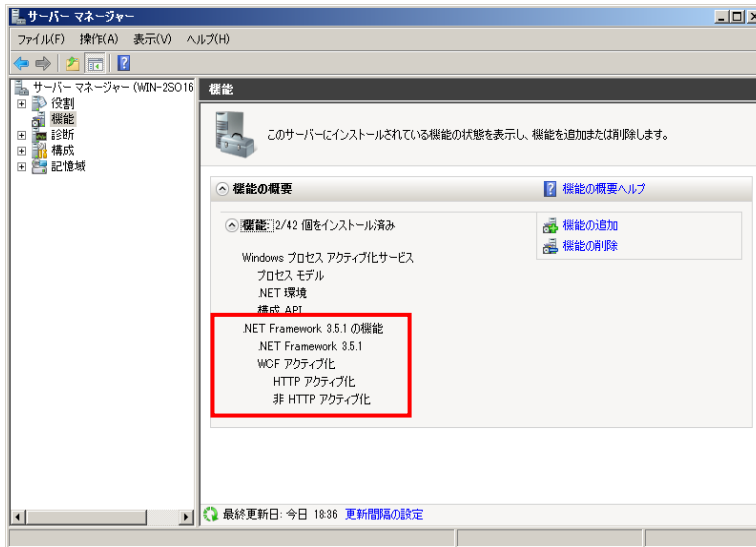 サーバー マネージャー
ファイル(F) 操作(A) 表示(V) ヘルプ(H)
サーバー マネージャー (WIN-2SO16
役割
機能
診断
構成
記憶域
機能
このサーバーにインストールされている機能の状態を表示し、機能を追加または削除します。
機能の概要
機能の概要ヘルプ
機能: 2/42 個をインストール済み
機能の追加
機能の削除
Windows プロセス アクティブ化サービス
プロセス モデル
.NET 環境
構成 API
.NET Framework 3.5.1 の機能
.NET Framework 3.5.1
WCF アクティブ化
HTTP アクティブ化
非 HTTP アクティブ化
最終更新日: 今日 18:36 更新間隔の設定